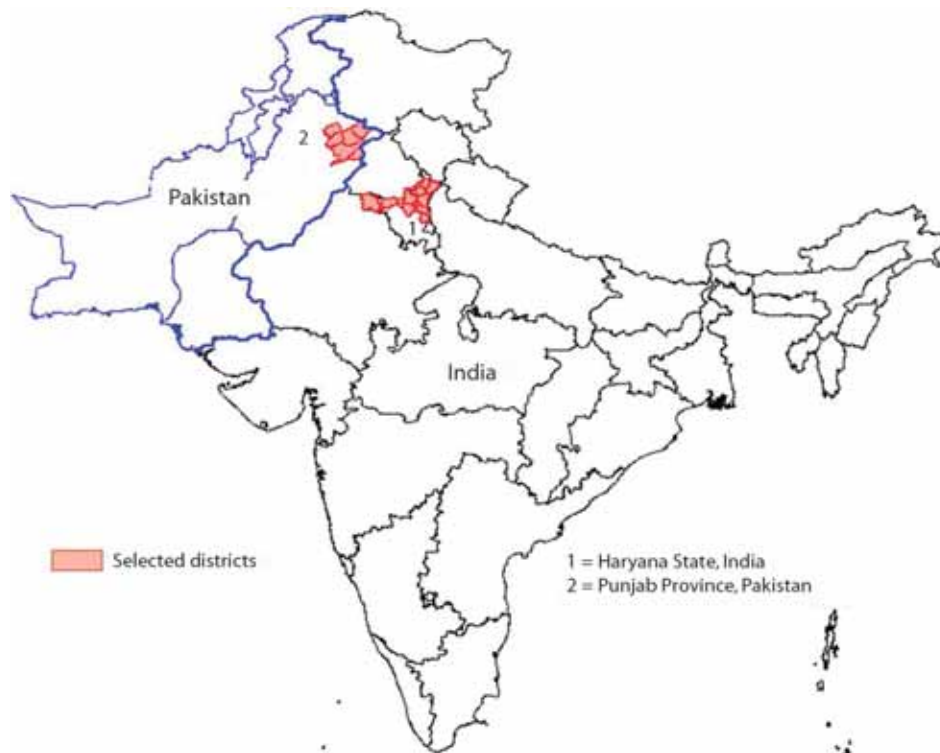 2
Pakistan
1
India
Selected districts
1 = Haryana State, India
2 = Punjab Province, Pakistan